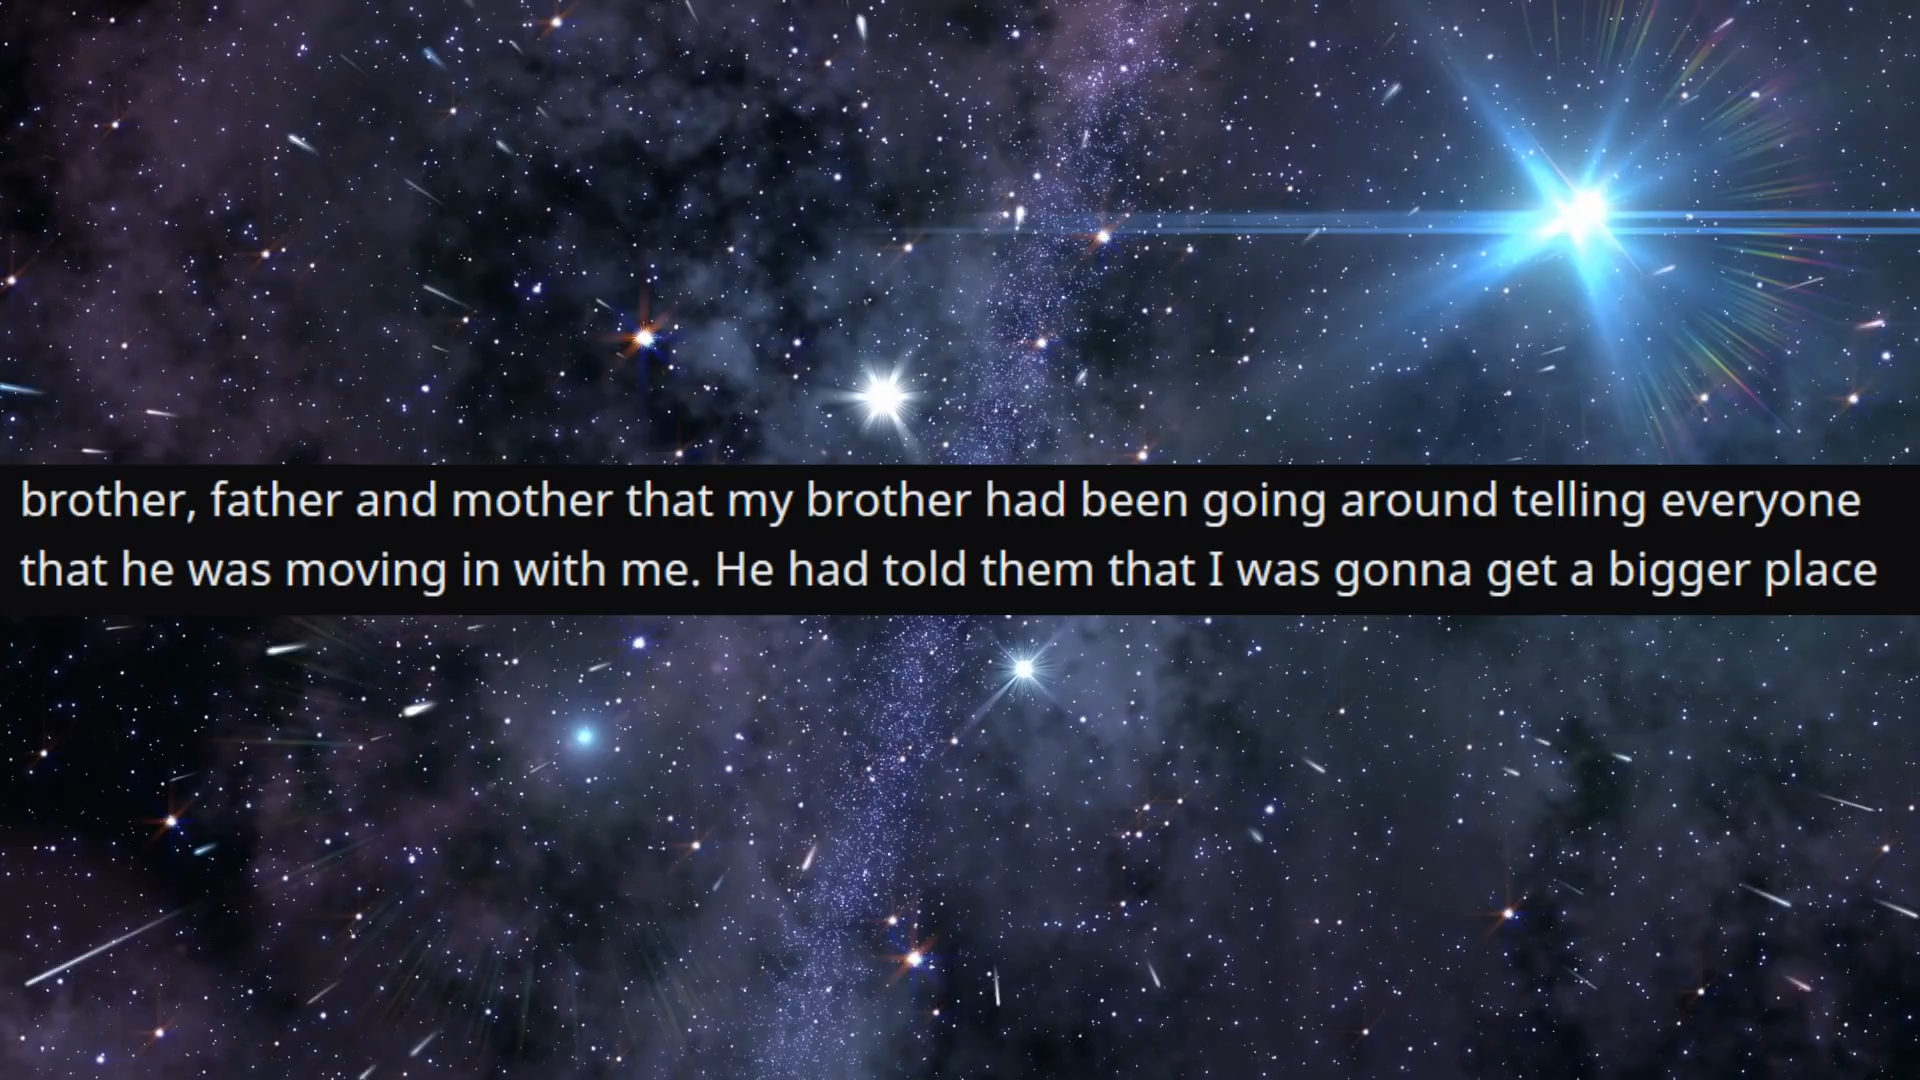 brother, father and mother that my brother had been going around telling everyone
that he was moving in with me. He had told them that I was gonna get a bigger place